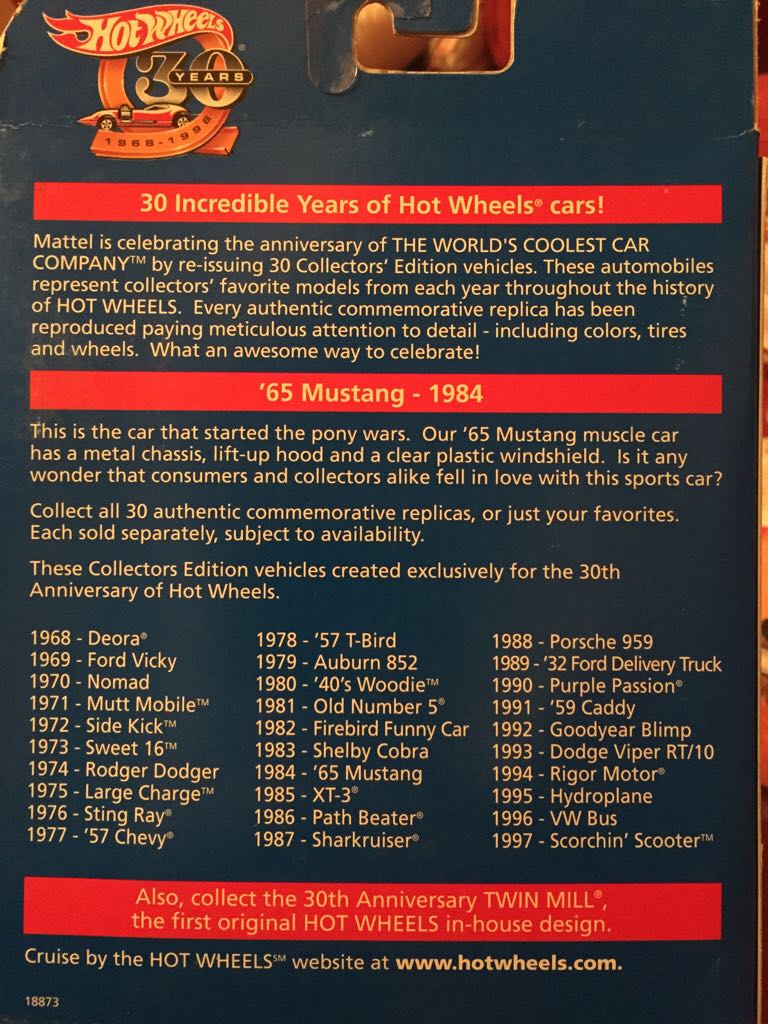 HOT WHEELS®
30
YEARS
1968-1998
30 Incredible Years of Hot Wheels® cars!
Mattel is celebrating the anniversary of THE WORLD'S COOLEST CAR
COMPANY™ by re-issuing 30 Collectors' Edition vehicles. These automobiles
represent collectors' favorite models from each year throughout the history
of HOT WHEELS. Every authentic commemorative replica has been
reproduced paying meticulous attention to detail - including colors, tires
and wheels. What an awesome way to celebrate!
'65 Mustang - 1984
This is the car that started the pony wars. Our '65 Mustang muscle car
has a metal chassis, lift-up hood and a clear plastic windshield. Is it any
wonder that consumers and collectors alike fell in love with this sports car?
Collect all 30 authentic commemorative replicas, or just your favorites.
Each sold separately, subject to availability.
These Collectors Edition vehicles created exclusively for the 30th
Anniversary of Hot Wheels.
1968 - Deora®
1969 - Ford Vicky
1970 - Nomad
1971 - Mutt Mobile™
1972 - Side Kick™
1973 - Sweet 16™
1974 - Rodger Dodger
1975 - Large Charge™
1976 - Sting Ray®
1977 - '57 Chevy®
1978 - '57 T-Bird
1979 - Auburn 852
1980 - '40's Woodie™
1981 - Old Number 5®
1982 - Firebird Funny Car
1983 - Shelby Cobra
1984 - '65 Mustang
1985 - XT-3®
1986 - Path Beater®
1987 - Sharkruiser®
1988 - Porsche 959
1989 - '32 Ford Delivery Truck
1990 - Purple Passion®
1991 - '59 Caddy
1992 - Goodyear Blimp
1993 - Dodge Viper RT/10
1994 - Rigor Motor®
1995 - Hydroplane
1996 - VW Bus
1997 - Scorchin' Scooter™
Also, collect the 30th Anniversary TWIN MILL®,
the first original HOT WHEELS in-house design.
Cruise by the HOT WHEELS℠ website at www.hotwheels.com.
18873